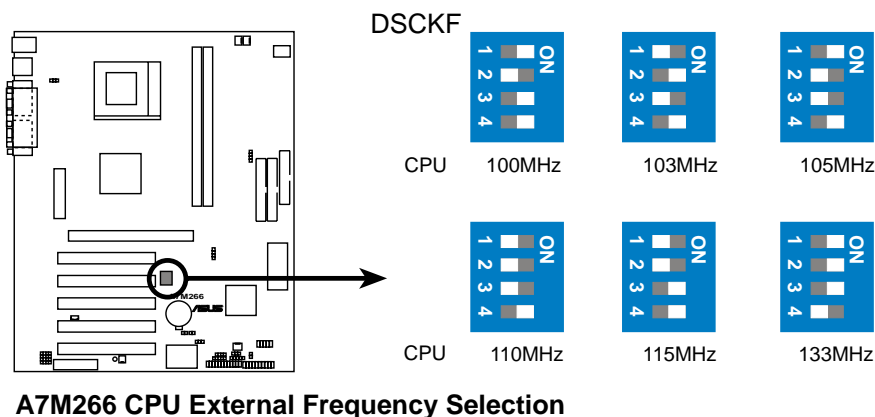 DSCKF
1 2 3 4 ON
1 2 3 4 ON
1 2 3 4 ON
CPU 100MHz 103MHz 105MHz
1 2 3 4 ON
1 2 3 4 ON
1 2 3 4 ON
CPU 110MHz 115MHz 133MHz
A7M266
ASUS
A7M266 CPU External Frequency Selection